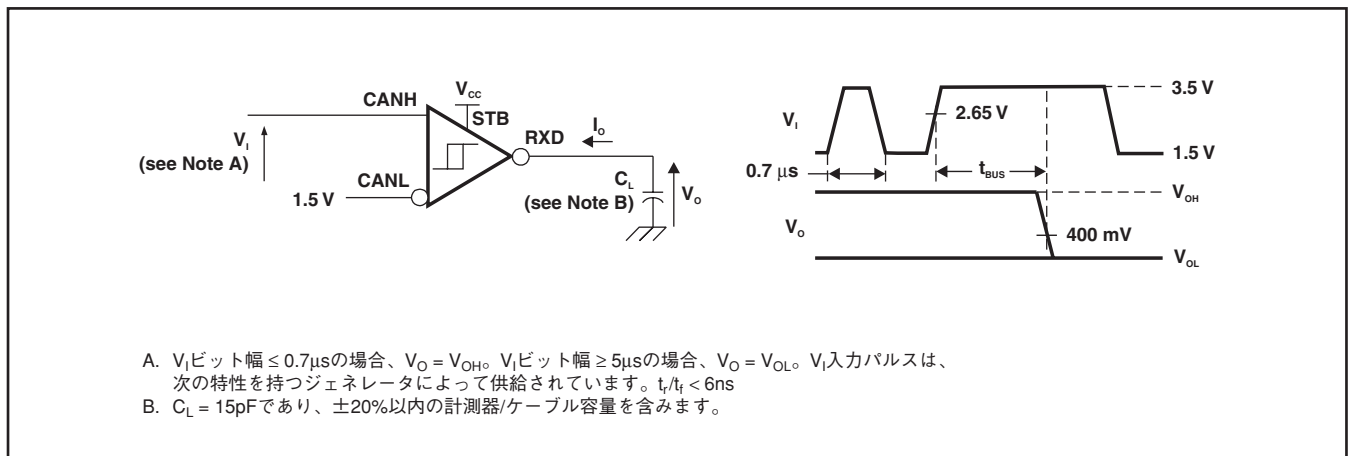 V_CC
CANH
STB
I_O
RXD
V_I
(see Note A)
C_L
(see Note B)
V_O
CANL
1.5 V
3.5 V
2.65 V
V_I
1.5 V
0.7 μs
t_BUS
V_OH
V_O
400 mV
V_OL
A. V_Iビット幅 ≤ 0.7μsの場合、V_O = V_OH。V_Iビット幅 ≥ 5μsの場合、V_O = V_OL。V_I入力パルスは、
次の特性を持つジェネレータによって供給されています。t_r/t_f < 6ns
B. C_L = 15pFであり、±20%以内の計測器/ケーブル容量を含みます。